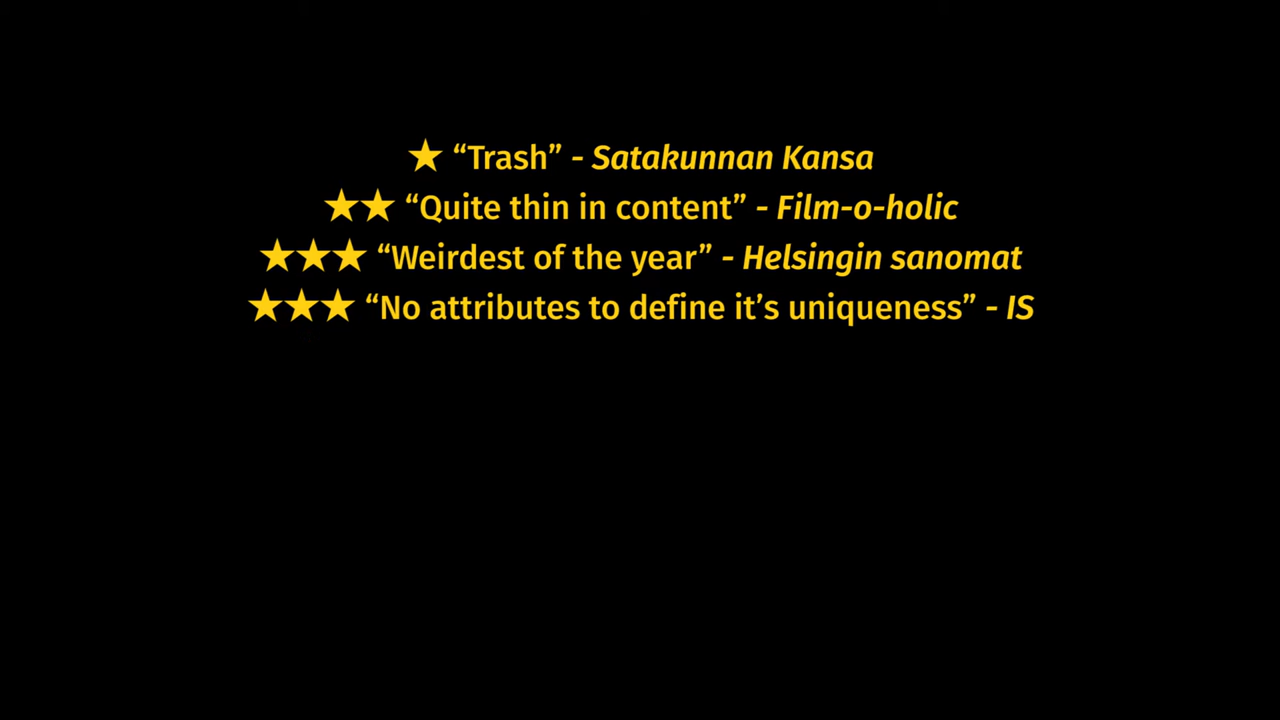 ★ “Trash” - Satakunnan Kansa
★★ “Quite thin in content” - Film-o-holic
★★★ “Weirdest of the year” - Helsingin sanomat
★★★ “No attributes to define it’s uniqueness” - IS